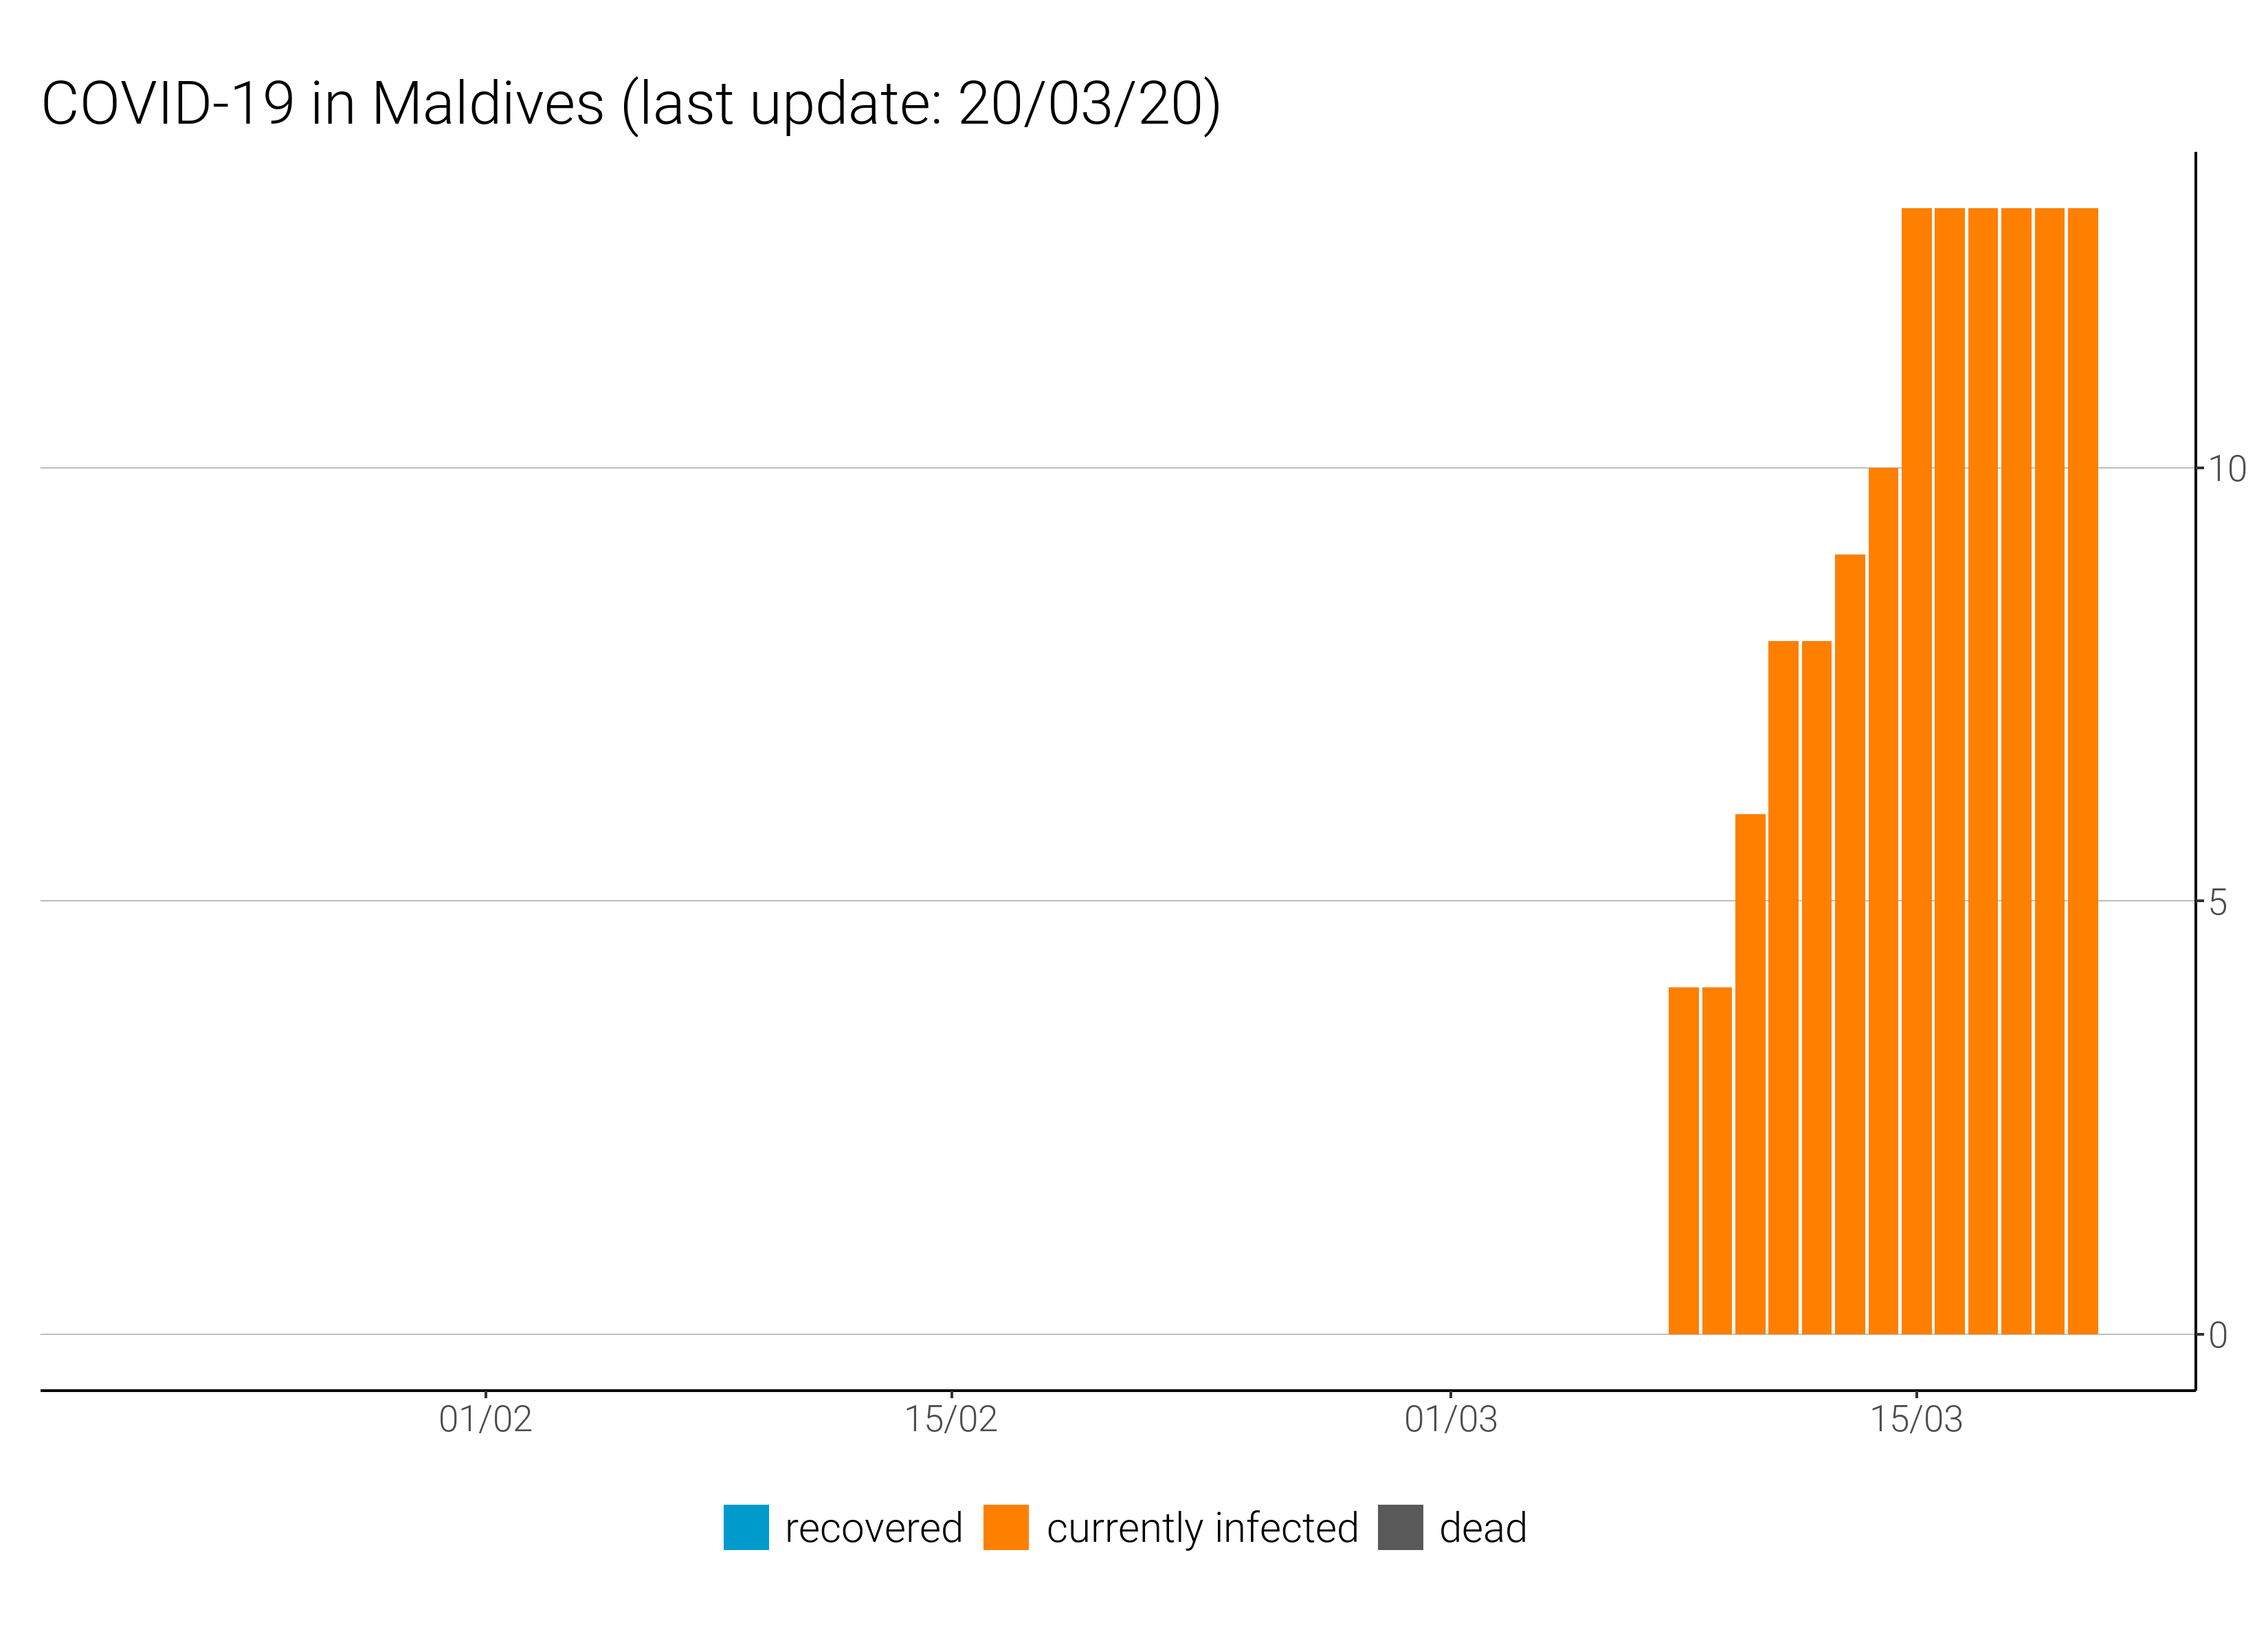 COVID-19 in Maldives (last update: 20/03/20)
10
5
0
01/02 15/02 01/03 15/03
recovered currently infected dead